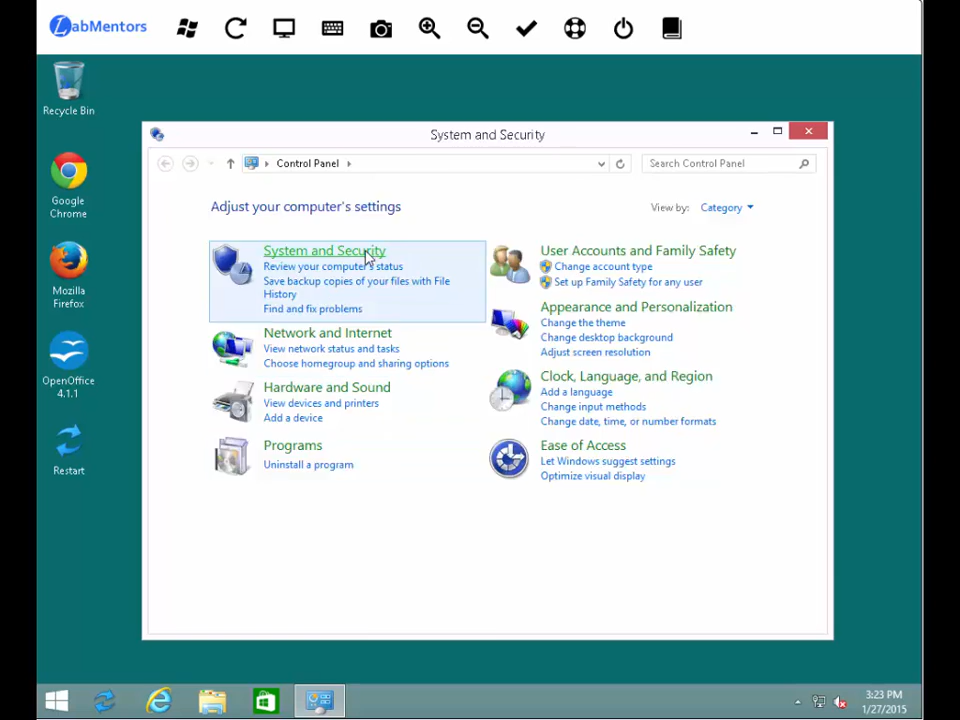 LabMentors
Recycle Bin
Google
Chrome
Mozilla
Firefox
OpenOffice
4.1.1
Restart
System and Security
Control Panel
Search Control Panel
Adjust your computer's settings
View by: Category
System and Security
Review your computer's status
Save backup copies of your files with File
History
Find and fix problems
Network and Internet
View network status and tasks
Choose homegroup and sharing options
Hardware and Sound
View devices and printers
Add a device
Programs
Uninstall a program
User Accounts and Family Safety
Change account type
Set up Family Safety for any user
Appearance and Personalization
Change the theme
Change desktop background
Adjust screen resolution
Clock, Language, and Region
Add a language
Change input methods
Change date, time, or number formats
Ease of Access
Let Windows suggest settings
Optimize visual display
3:23 PM
1/27/2015